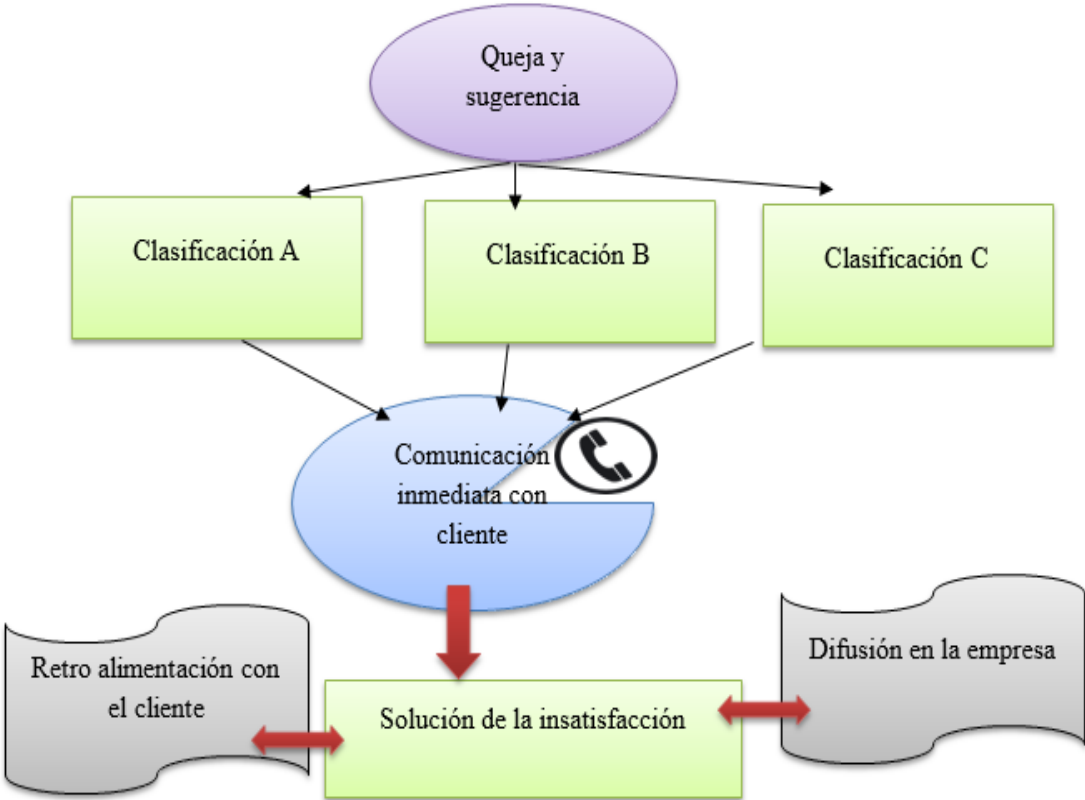 Queja y
sugerencia
Clasificación A
Clasificación B
Clasificación C
Comunicación
inmediata con
cliente
Retro alimentación con
el cliente
Solución de la insatisfacción
Difusión en la empresa